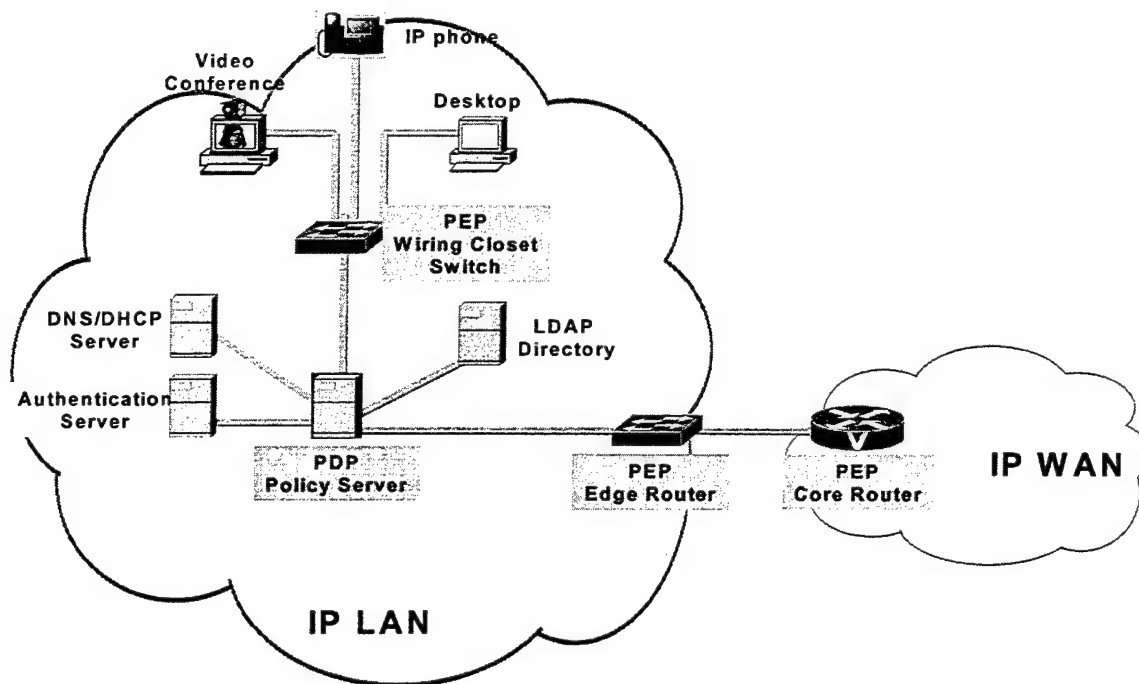 IP phone
Video
Conference
Desktop
PEP
Wiring Closet
Switch
DNS/DHCP
Server
LDAP
Directory
Authentication
Server
PDP
Policy Server
PEP
Edge Router
PEP
Core Router
IP WAN
IP LAN